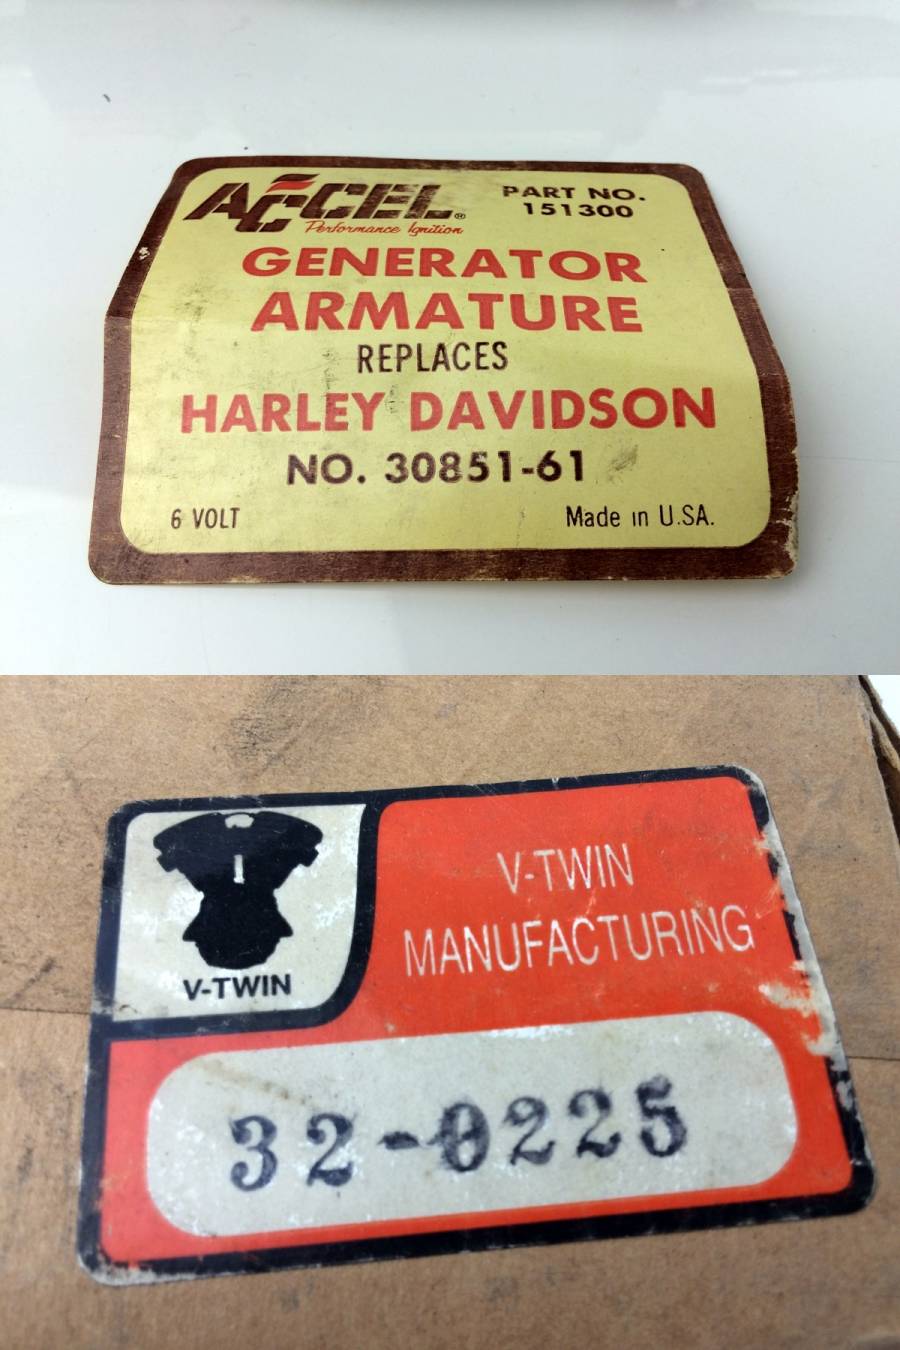 ACCEL®
Performance Ignition
PART NO.
151300
GENERATOR
ARMATURE
REPLACES
HARLEY DAVIDSON
NO. 30851-61
6 VOLT
Made in U.S.A.
V-TWIN
V-TWIN
MANUFACTURING
32-0225